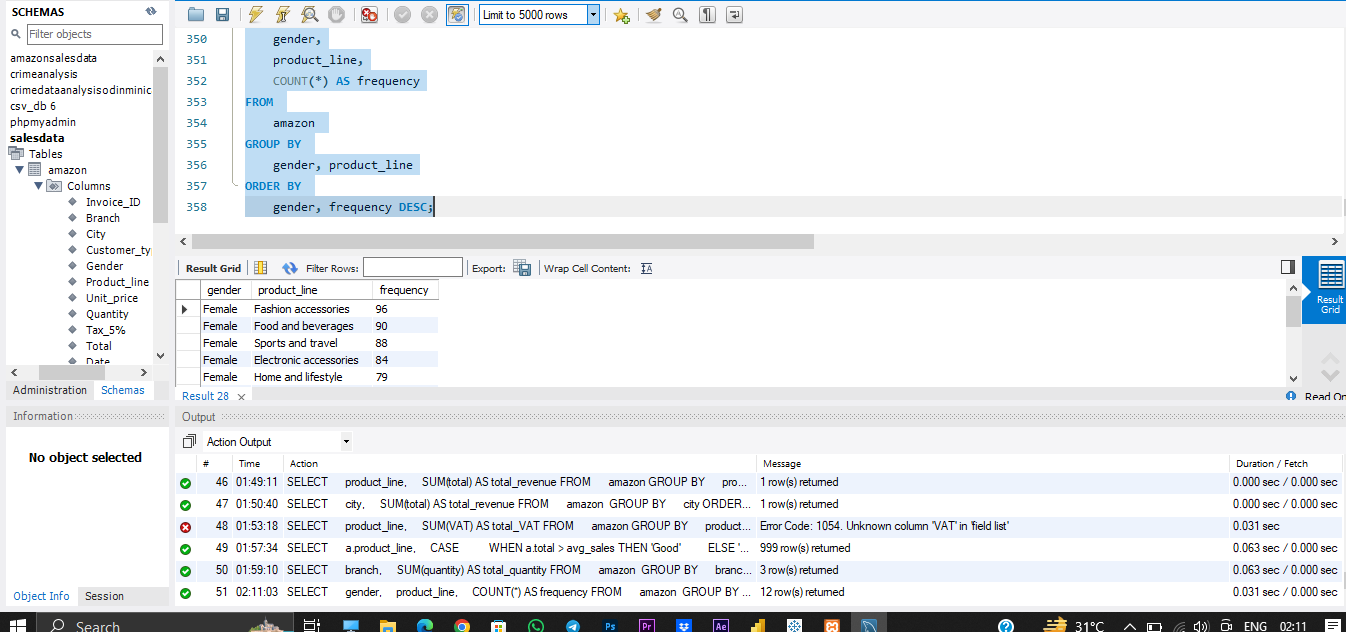 SCHEMAS
Filter objects
amazonsalesdata
crimeanalysis
crimedataanalysisodinminic
csv_db 6
phpmyadmin
salesdata
Tables
amazon
Columns
Invoice_ID
Branch
City
Customer_ty
Gender
Product_line
Unit_price
Quantity
Tax_5%
Total
Date
Administration Schemas
Information
No object selected
Object Info Session
Limit to 5000 rows
350 gender,
351 product_line,
352 COUNT(*) AS frequency
353 FROM
354 amazon
355 GROUP BY
356 gender, product_line
357 ORDER BY
358 gender, frequency DESC;
Result Grid Filter Rows: Export: Wrap Cell Content:
gender product_line frequency
Female Fashion accessories 96
Female Food and beverages 90
Female Sports and travel 88
Female Electronic accessories 84
Female Home and lifestyle 79
Result
Grid
Result 28
Read On
Output
Action Output
# Time Action Message Duration / Fetch
46 01:49:11 SELECT product_line, SUM(total) AS total_revenue FROM amazon GROUP BY pro... 1 row(s) returned 0.000 sec / 0.000 sec
47 01:50:40 SELECT city, SUM(total) AS total_revenue FROM amazon GROUP BY city ORDER... 1 row(s) returned 0.000 sec / 0.000 sec
48 01:53:18 SELECT product_line, SUM(VAT) AS total_VAT FROM amazon GROUP BY product... Error Code: 1054. Unknown column 'VAT' in 'field list' 0.031 sec
49 01:57:34 SELECT a.product_line, CASE WHEN a.total > avg_sales THEN 'Good' ELSE '... 999 row(s) returned 0.063 sec / 0.000 sec
50 01:59:10 SELECT branch, SUM(quantity) AS total_quantity FROM amazon GROUP BY branc... 3 row(s) returned 0.063 sec / 0.000 sec
51 02:11:03 SELECT gender, product_line, COUNT(*) AS frequency FROM amazon GROUP BY ... 12 row(s) returned 0.031 sec / 0.000 sec
Search
31°C ENG 02:11